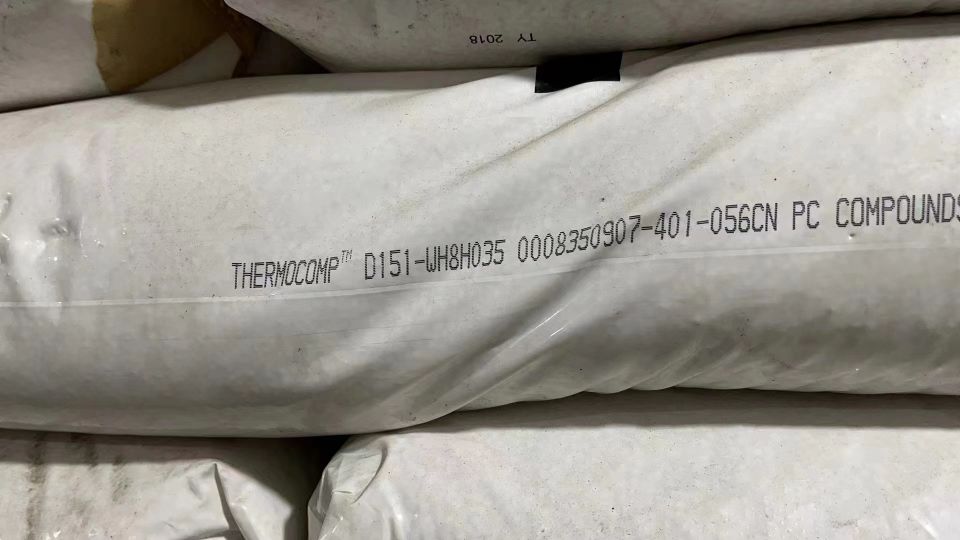 TY 2018
THERMOCOMP™ D151-WH8H035 0008350907-401-056CN PC COMPOUNDS